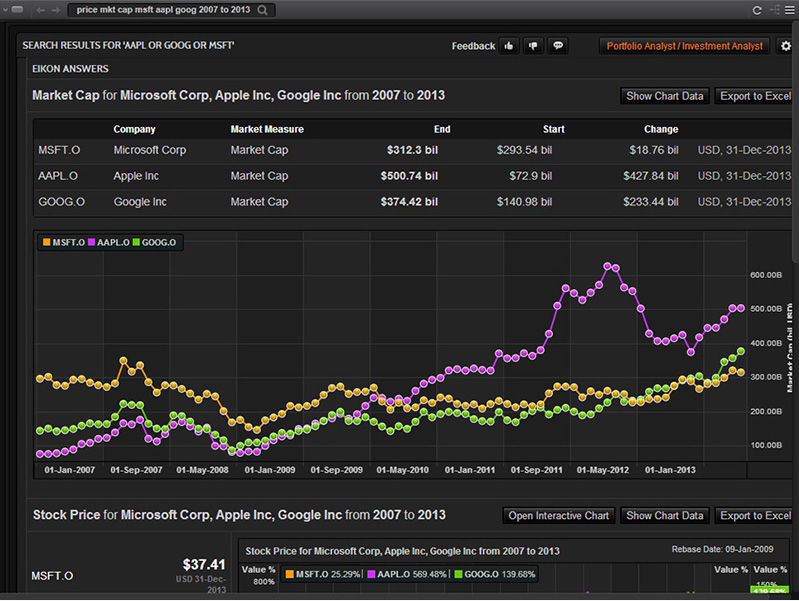 price mkt cap msft aapl goog 2007 to 2013
SEARCH RESULTS FOR 'AAPL OR GOOG OR MSFT'
Feedback
Portfolio Analyst / Investment Analyst
EIKON ANSWERS
Market Cap for Microsoft Corp, Apple Inc, Google Inc from 2007 to 2013
Show Chart Data
Export to Excel
Company Market Measure End Start Change
MSFT.O Microsoft Corp Market Cap $312.3 bil $293.54 bil $18.76 bil USD, 31-Dec-2013
AAPL.O Apple Inc Market Cap $500.74 bil $72.9 bil $427.84 bil USD, 31-Dec-2013
GOOG.O Google Inc Market Cap $374.42 bil $140.98 bil $233.44 bil USD, 31-Dec-2013
MSFT.O AAPL.O GOOG.O
600.00B
500.00B
400.00B
300.00B
200.00B
100.00B
Market Cap (bil, USD)
01-Jan-2007 01-Sep-2007 01-May-2008 01-Jan-2009 01-Sep-2009 01-May-2010 01-Jan-2011 01-Sep-2011 01-May-2012 01-Jan-2013
Stock Price for Microsoft Corp, Apple Inc, Google Inc from 2007 to 2013
Open Interactive Chart
Show Chart Data
Export to Excel
MSFT.O
$37.41
USD 31-Dec-
2013
Stock Price for Microsoft Corp, Apple Inc, Google Inc from 2007 to 2013
Rebase Date: 09-Jan-2009
Value %
800%
MSFT.O 25.29% AAPL.O 569.48% GOOG.O 139.68%
Value % Value %
150%
139.68%